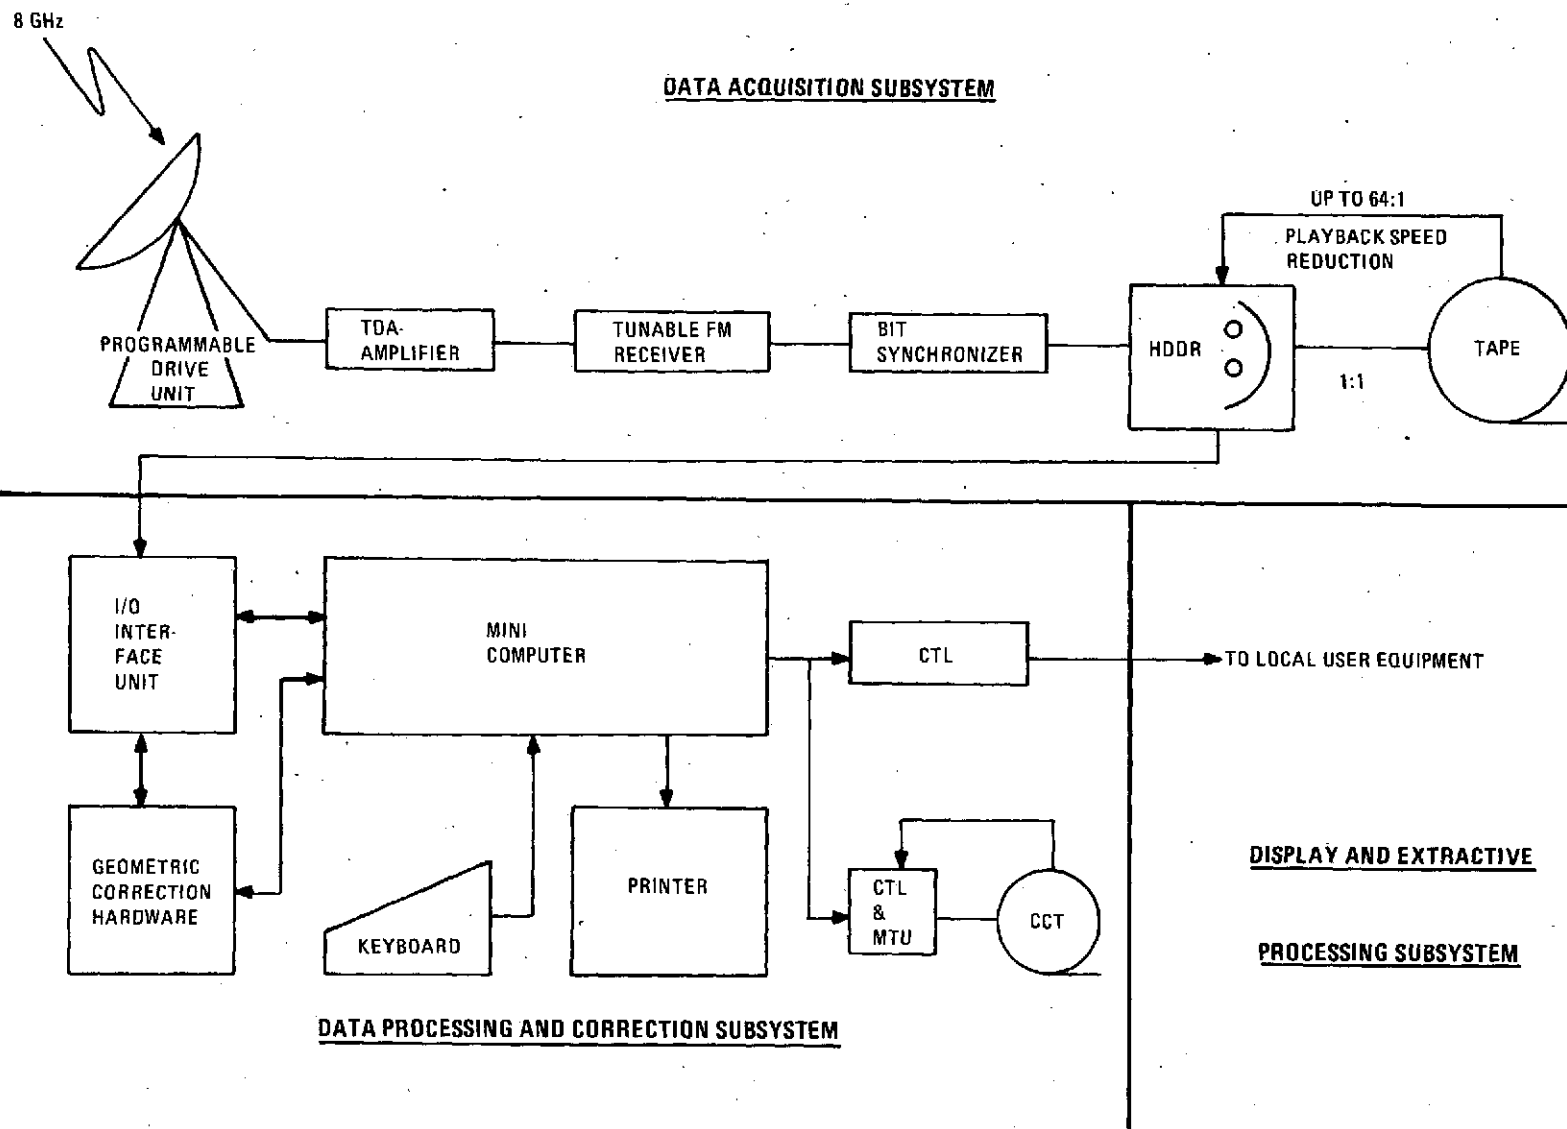 8 GHz
DATA ACQUISITION SUBSYSTEM
UP TO 64:1
PLAYBACK SPEED
REDUCTION
PROGRAMMABLE
DRIVE
UNIT
TDA-
AMPLIFIER
TUNABLE FM
RECEIVER
BIT
SYNCHRONIZER
HDDR
1:1
TAPE
I/O
INTER-
FACE
UNIT
MINI
COMPUTER
CTL
TO LOCAL USER EQUIPMENT
GEOMETRIC
CORRECTION
HARDWARE
KEYBOARD
PRINTER
CTL
&
MTU
CCT
DISPLAY AND EXTRACTIVE
PROCESSING SUBSYSTEM
DATA PROCESSING AND CORRECTION SUBSYSTEM